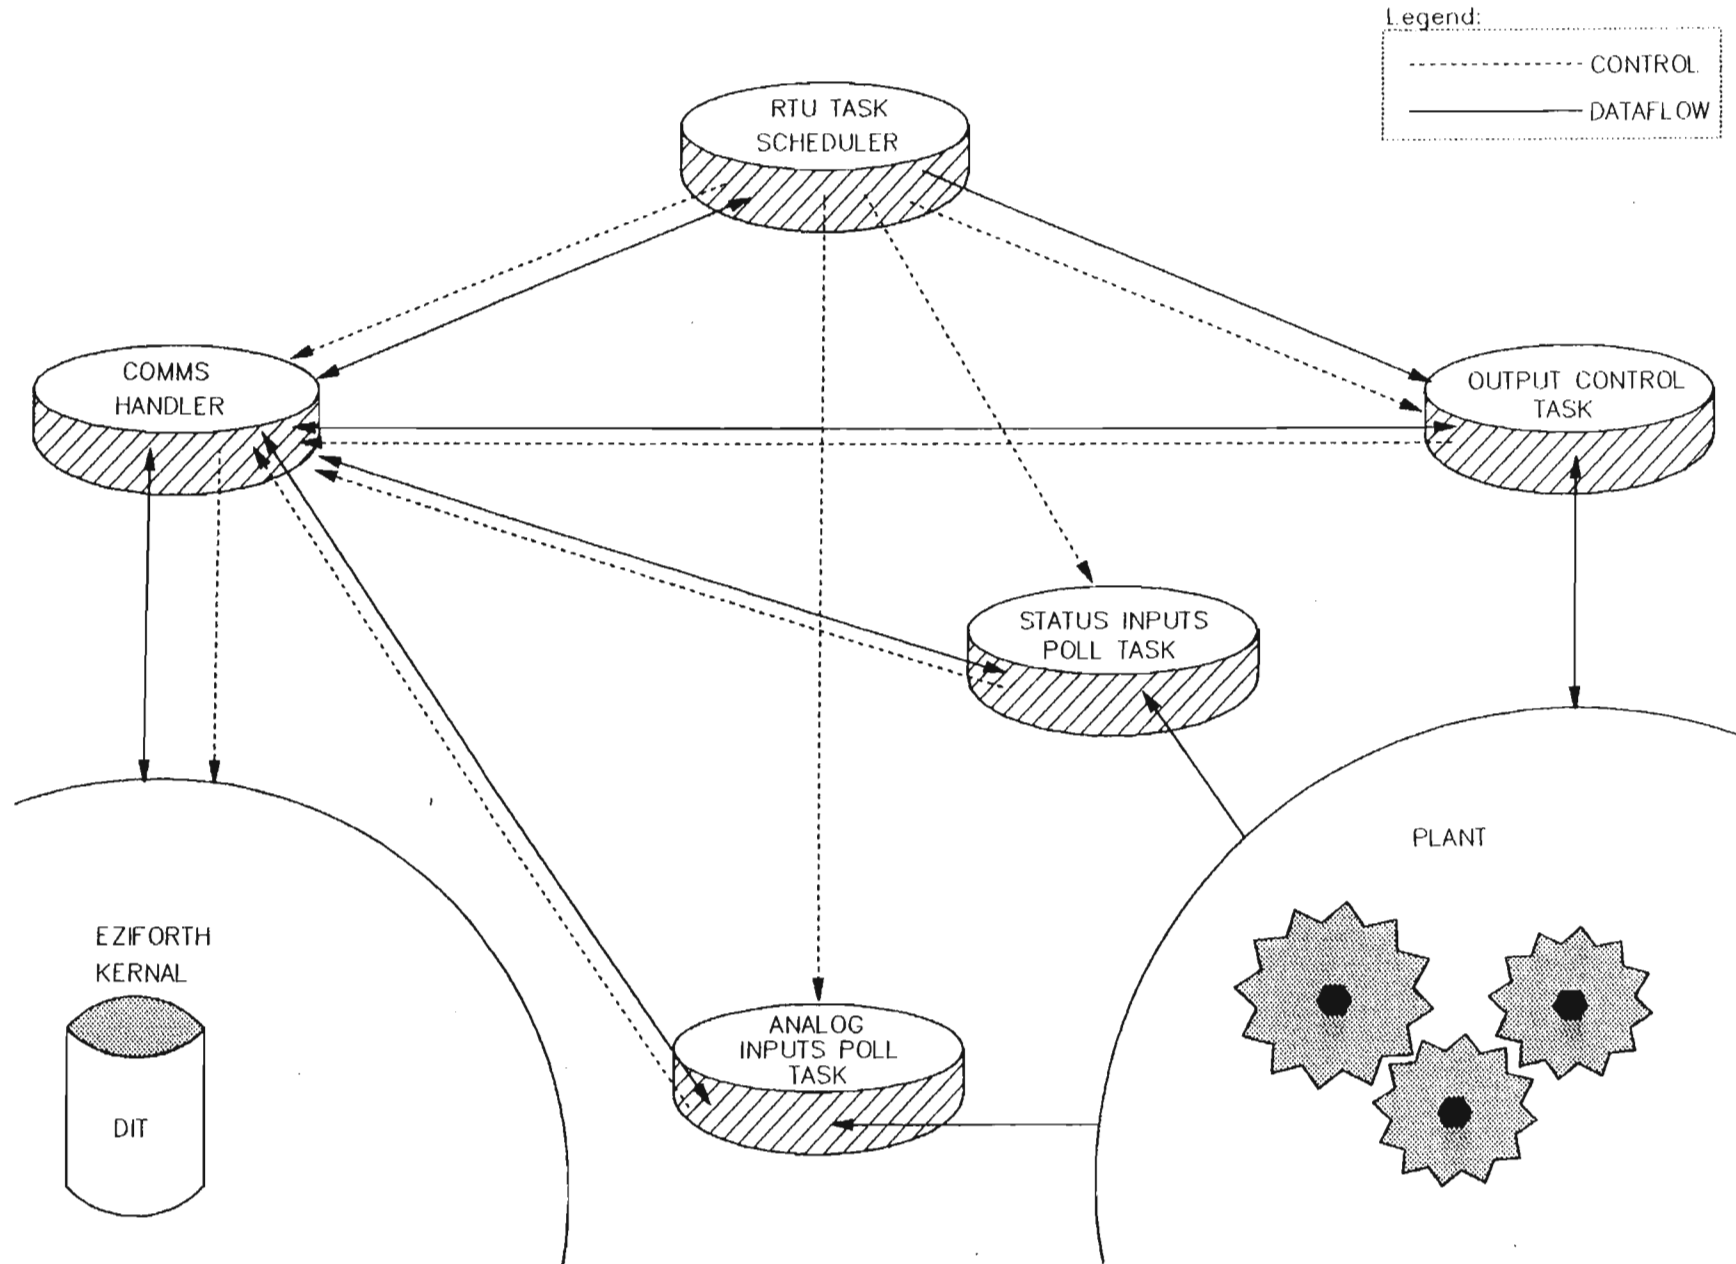 Legend:
CONTROL
DATAFLOW
RTU TASK
SCHEDULER
COMMS
HANDLER
OUTPUT CONTROL
TASK
STATUS INPUTS
POLL TASK
PLANT
EZIFORTH
KERNAL
DIT
ANALOG
INPUTS POLL
TASK